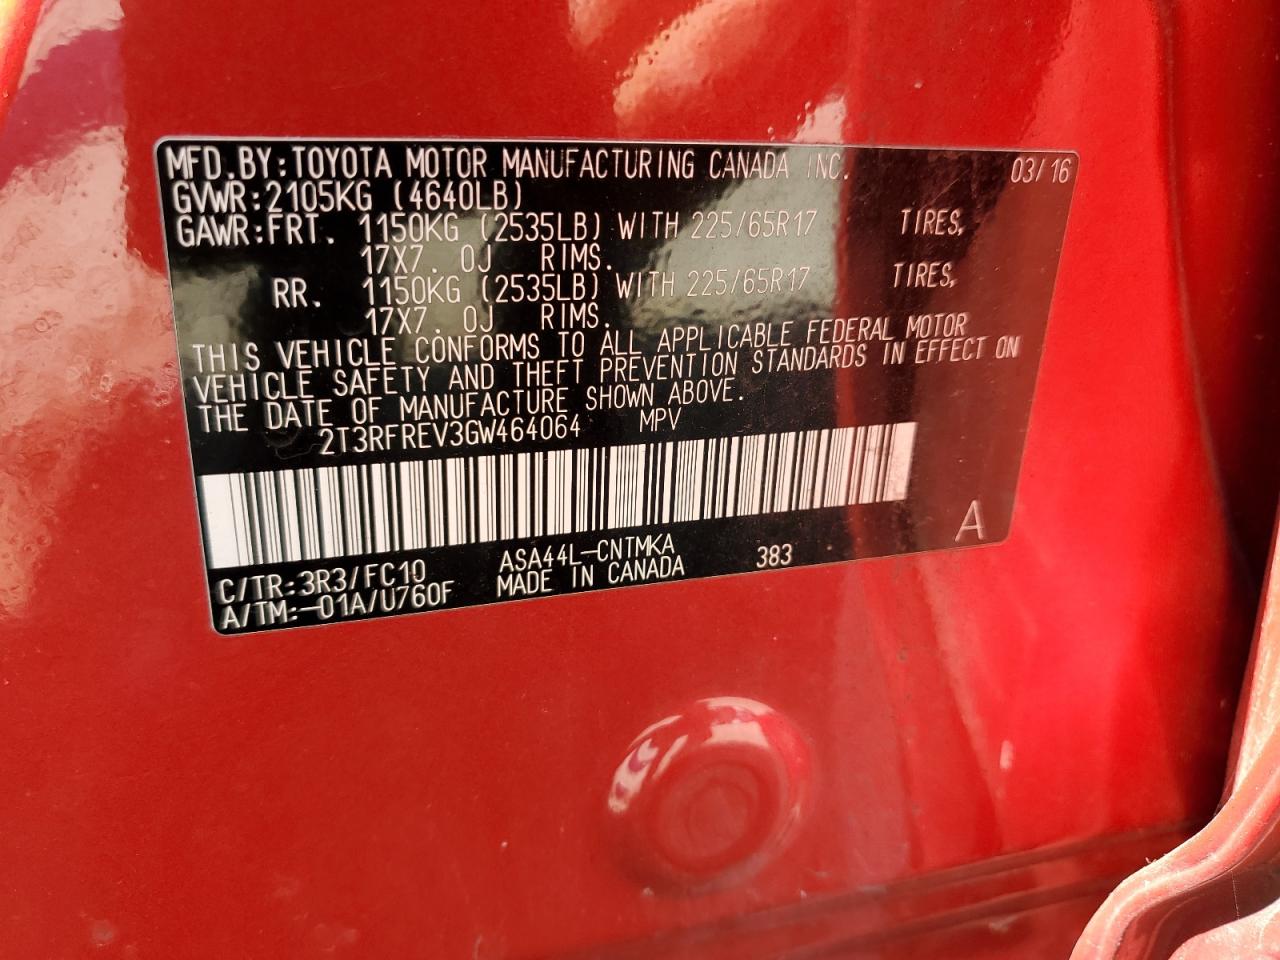 MFD.BY:TOYOTA MOTOR MANUFACTURING CANADA INC. 03/16
GVWR:2105KG (4640LB)
GAWR:FRT. 1150KG (2535LB) WITH 225/65R17 TIRES,
17X7.0J RIMS.
RR. 1150KG (2535LB) WITH 225/65R17 TIRES,
17X7.0J RIMS.
THIS VEHICLE CONFORMS TO ALL APPLICABLE FEDERAL MOTOR
VEHICLE SAFETY AND THEFT PREVENTION STANDARDS IN EFFECT ON
THE DATE OF MANUFACTURE SHOWN ABOVE.
2T3RFREV3GW464064 MPV
A
C/TR:3R3/FC10 ASA44L-CNTMKA 383
A/TM:-01A/U760F MADE IN CANADA